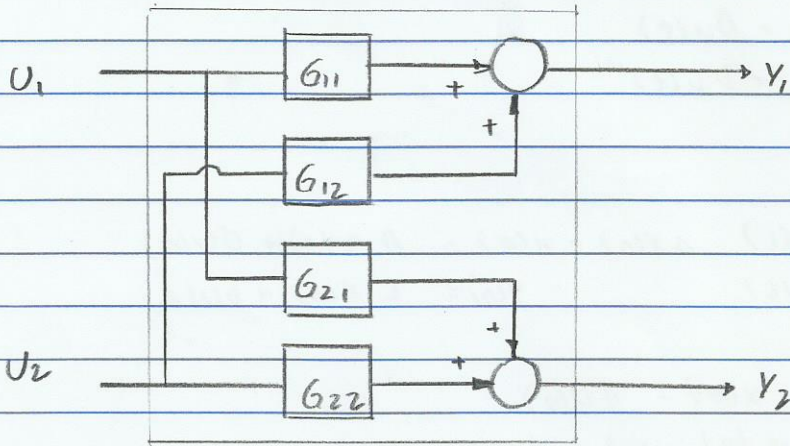 U₁ G₁₁ + Y₁
+
G₁₂
G₂₁
+
U₂ G₂₂ + Y₂